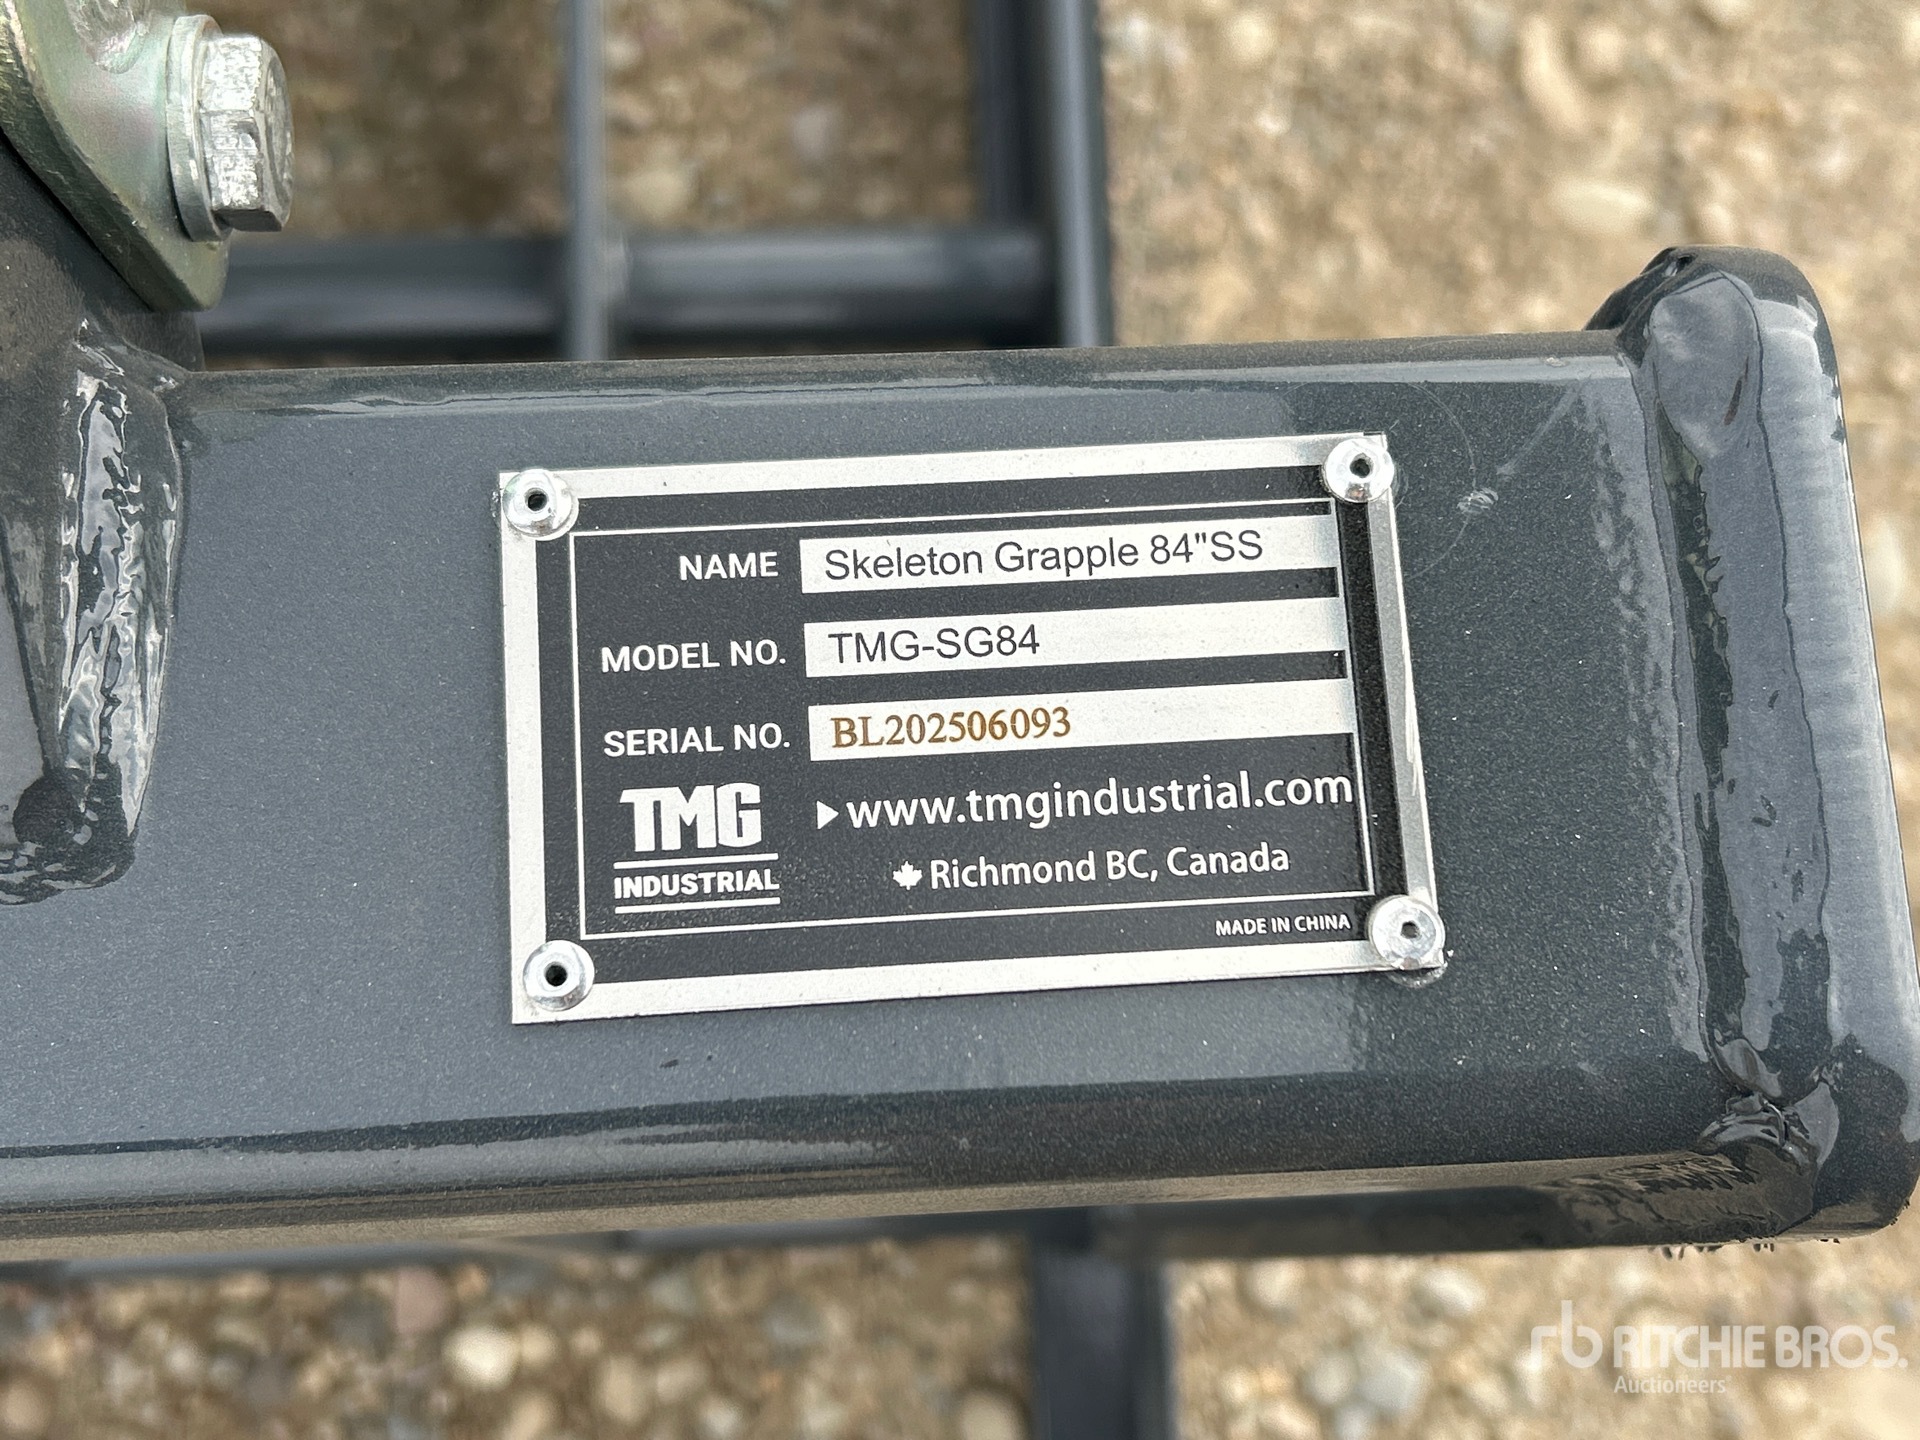 NAME Skeleton Grapple 84"SS
MODEL NO. TMG-SG84
SERIAL NO. BL202506093
TMG
INDUSTRIAL
www.tmgindustrial.com
Richmond BC, Canada
MADE IN CHINA
rb RITCHIE BROS.
Auctioneers